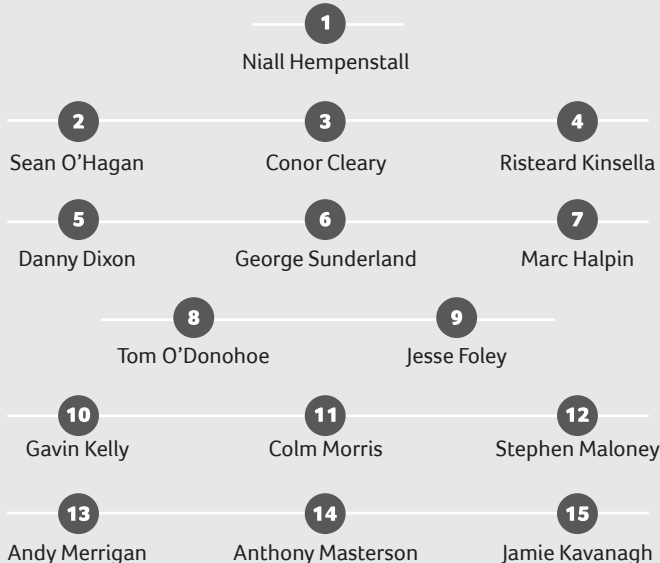 1
Niall Hempenstall
2 3 4
Sean O’Hagan Conor Cleary Risteard Kinsella
5 6 7
Danny Dixon George Sunderland Marc Halpin
8 9
Tom O’Donohoe Jesse Foley
10 11 12
Gavin Kelly Colm Morris Stephen Maloney
13 14 15
Andy Merrigan Anthony Masterson Jamie Kavanagh